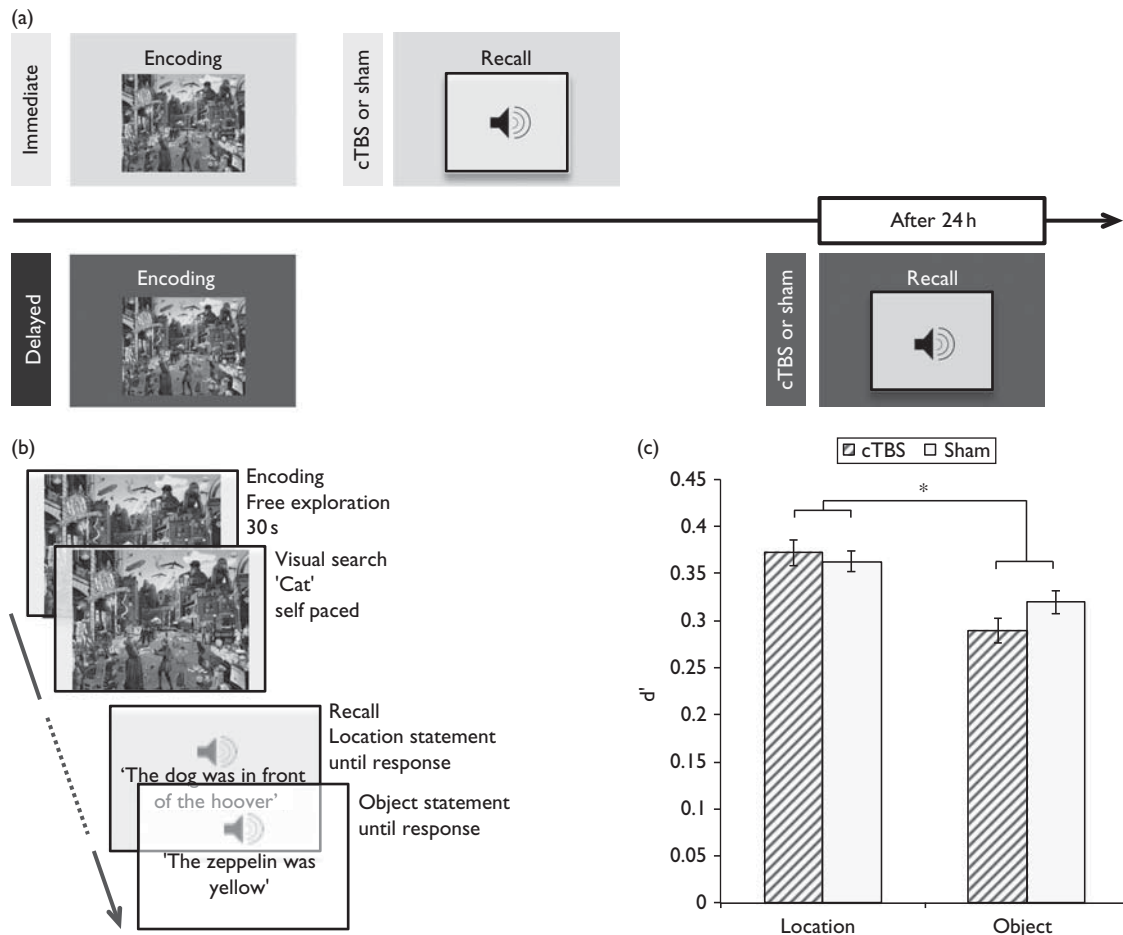 (a)
Immediate
Encoding
cTBS or sham
Recall
After 24 h
Delayed
Encoding
cTBS or sham
Recall
(b)
Encoding
Free exploration
30 s
Visual search
'Cat'
self paced
Recall
Location statement
until response
‘The dog was in front
of the hoover’
Object statement
until response
'The zeppelin was
yellow'
(c)
cTBS Sham
*
0.45
0.4
0.35
0.3
0.25
0.2
0.15
0.1
0.05
0
d'
Location Object